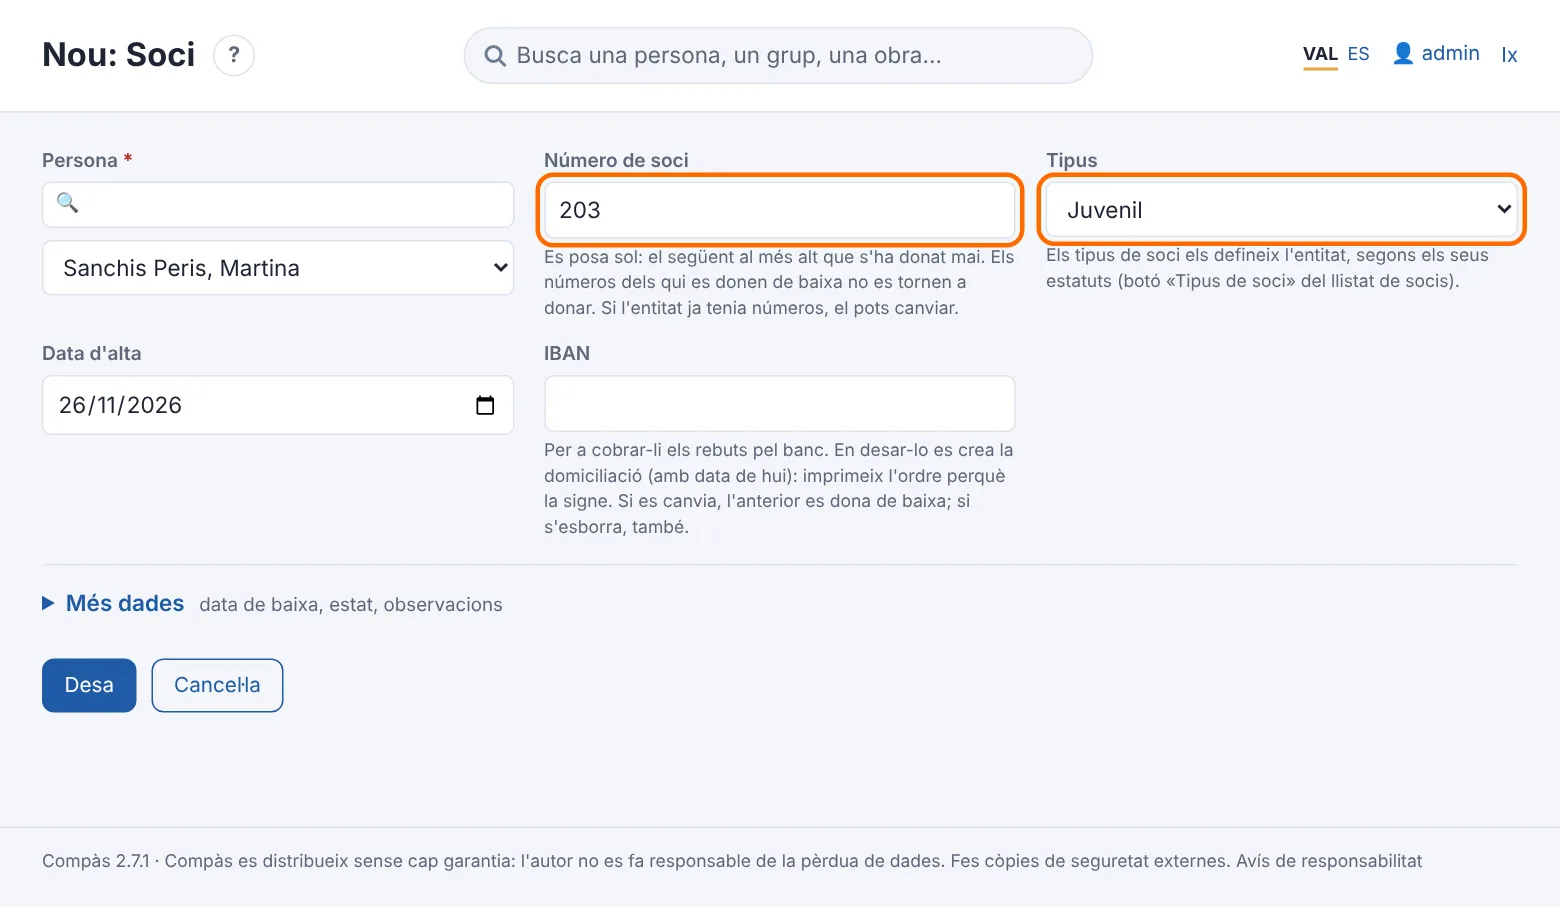 Nou: Soci ?
Busca una persona, un grup, una obra...
VAL ES admin Ix
Persona *
Sanchis Peris, Martina
Número de soci
203
Es posa sol: el següent al més alt que s'ha donat mai. Els
números dels qui es donen de baixa no es tornen a
donar. Si l'entitat ja tenia números, el pots canviar.
Tipus
Juvenil
Els tipus de soci els defineix l'entitat, segons els seus
estatuts (botó «Tipus de soci» del llistat de socis).
Data d'alta
26/11/2026
IBAN
Per a cobrar-li els rebuts pel banc. En desar-lo es crea la
domiciliació (amb data de hui): imprimeix l'ordre perquè
la signe. Si es canvia, l'anterior es dona de baixa; si
s'esborra, també.
Més dades data de baixa, estat, observacions
Desa
Cancel·la
Compàs 2.7.1 · Compàs es distribueix sense cap garantia: l'autor no es fa responsable de la pèrdua de dades. Fes còpies de seguretat externes. Avís de responsabilitat